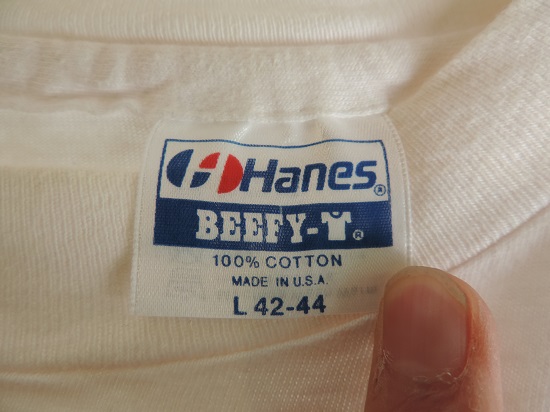 Hanes®
BEEFY-®
100% COTTON
MADE IN U.S.A.
L 42-44